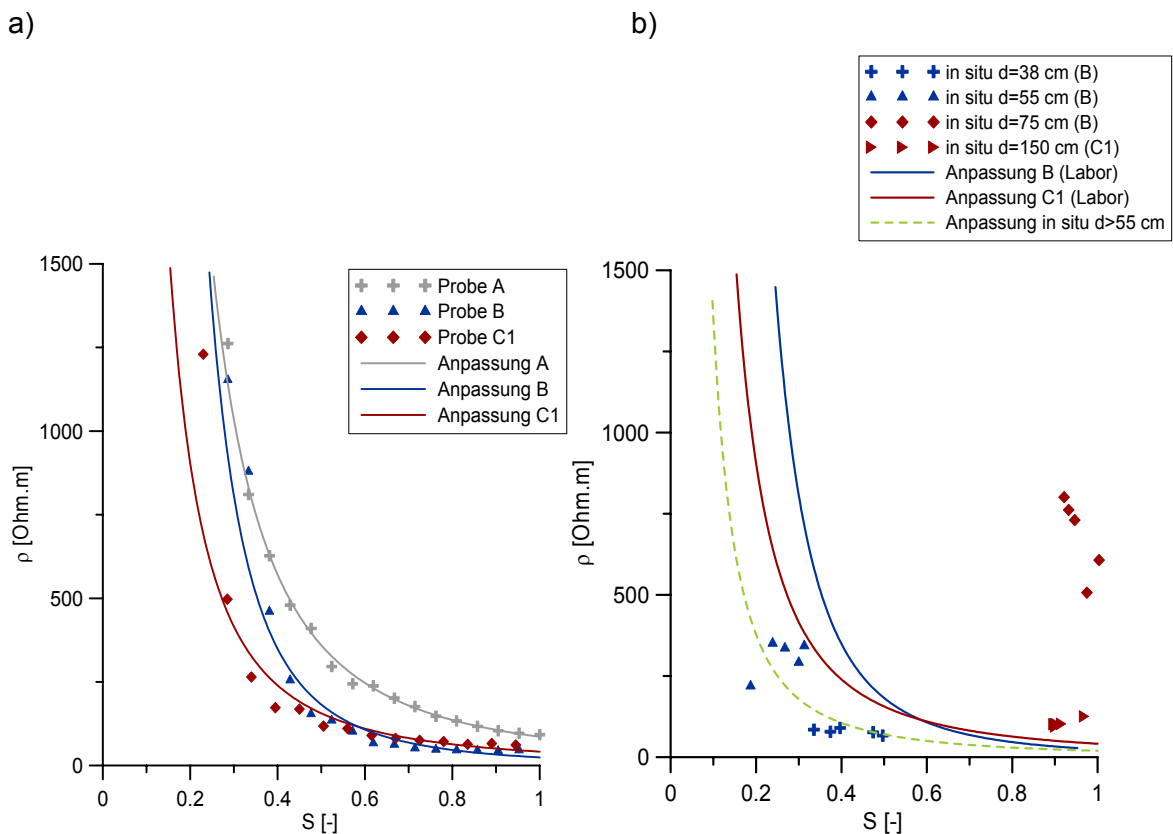 a)
Probe A
Probe B
Probe C1
Anpassung A
Anpassung B
Anpassung C1
1500
1000
500
0
ρ [Ohm.m]
0
0.2
0.4
0.6
0.8
1
S [-]
b)
in situ d=38 cm (B)
in situ d=55 cm (B)
in situ d=75 cm (B)
in situ d=150 cm (C1)
Anpassung B (Labor)
Anpassung C1 (Labor)
Anpassung in situ d>55 cm
1500
1000
500
0
ρ [Ohm.m]
0
0.2
0.4
0.6
0.8
1
S [-]